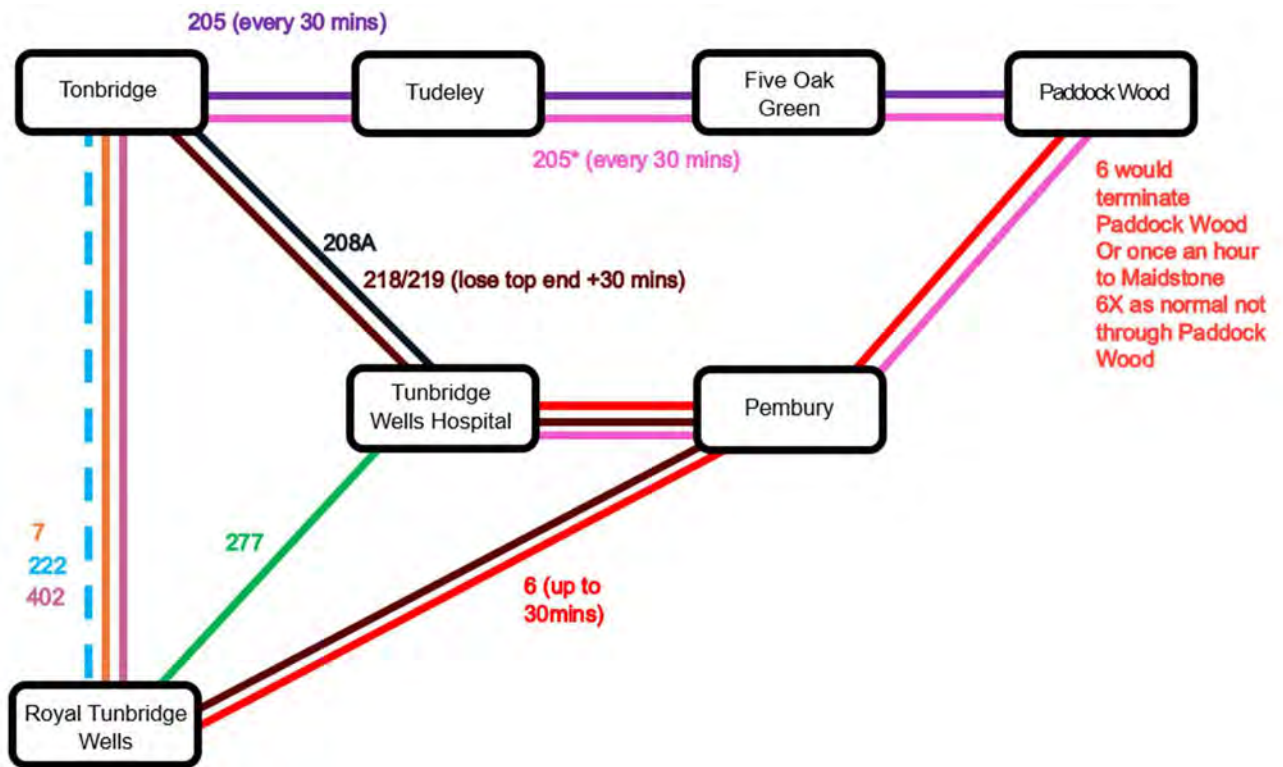 205 (every 30 mins)
Tonbridge
Tudeley
Five Oak
Green
Paddock Wood
205* (every 30 mins)
6 would
terminate
Paddock Wood
Or once an hour
to Maidstone
6X as normal not
through Paddock
Wood
208A
218/219 (lose top end +30 mins)
Tunbridge
Wells Hospital
Pembury
7
222
402
277
6 (up to
30mins)
Royal Tunbridge
Wells